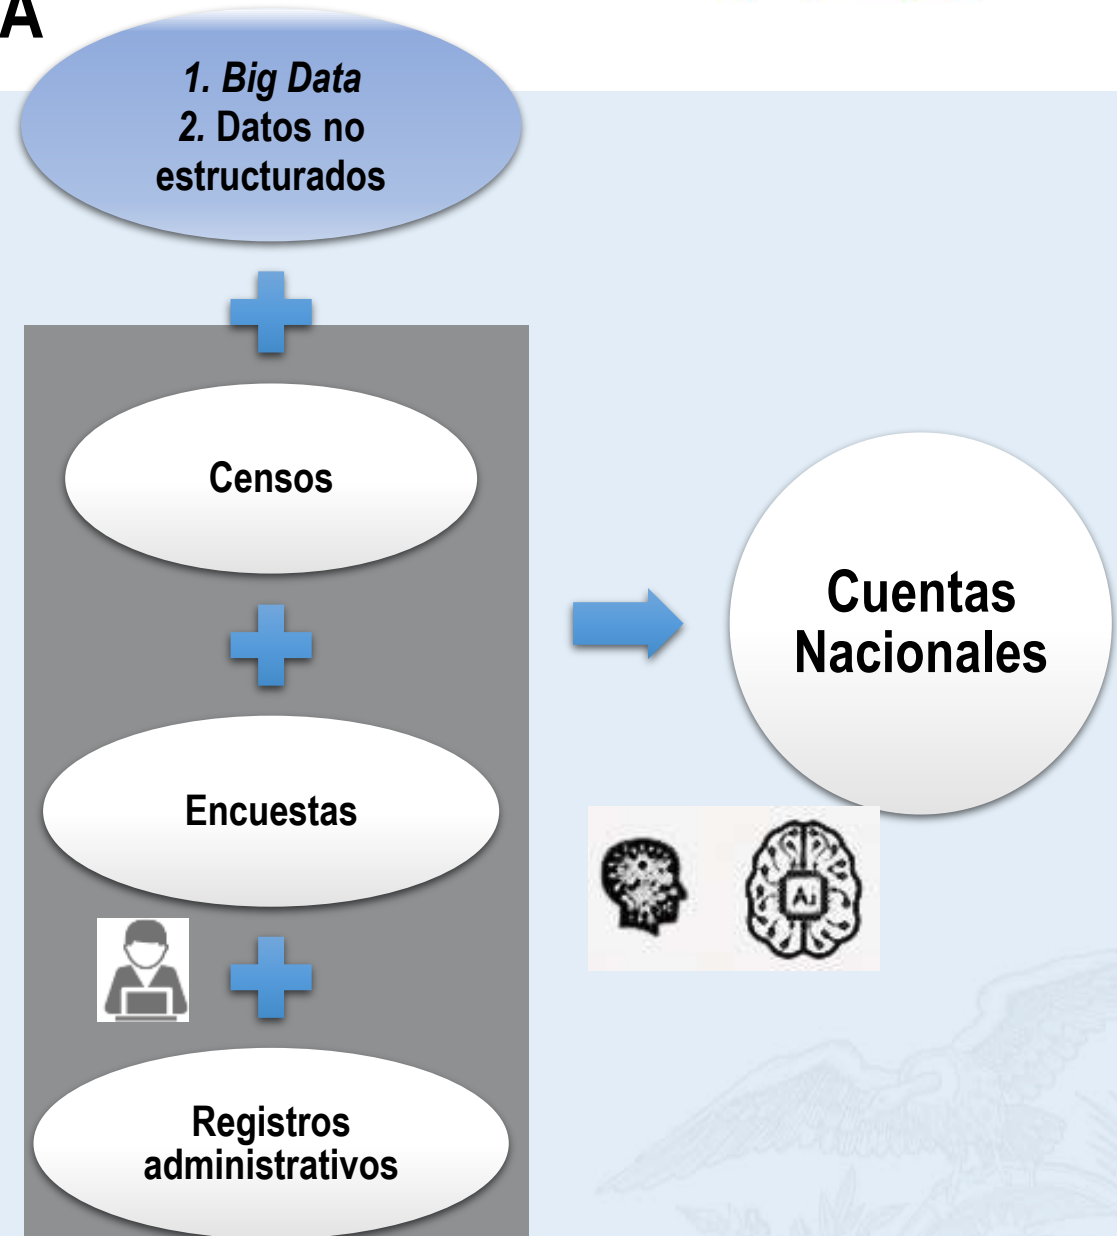 A
1. Big Data
2. Datos no
estructurados
Censos
Encuestas
Registros
administrativos
Cuentas
Nacionales